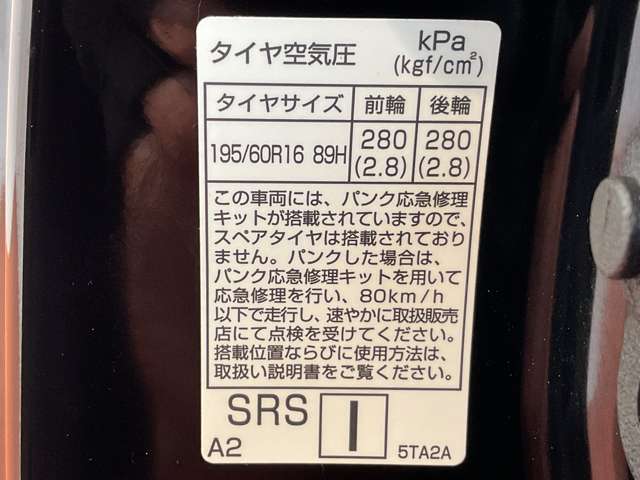 タイヤ空気圧 kPa
(kgf/cm²)
タイヤサイズ 前輪 後輪
195/60R16 89H 280 280
(2.8) (2.8)
この車両には、パンク応急修理
キットが搭載されていますので、
スペアタイヤは搭載されており
ません。パンクした場合は、
パンク応急修理キットを用いて
応急修理を行い、80km/h
以下で走行し、速やかに取扱販売
店にて点検を受けてください。
搭載位置ならびに使用方法は、
取扱い説明書をご覧ください。
SRS I
A2 5TA2A